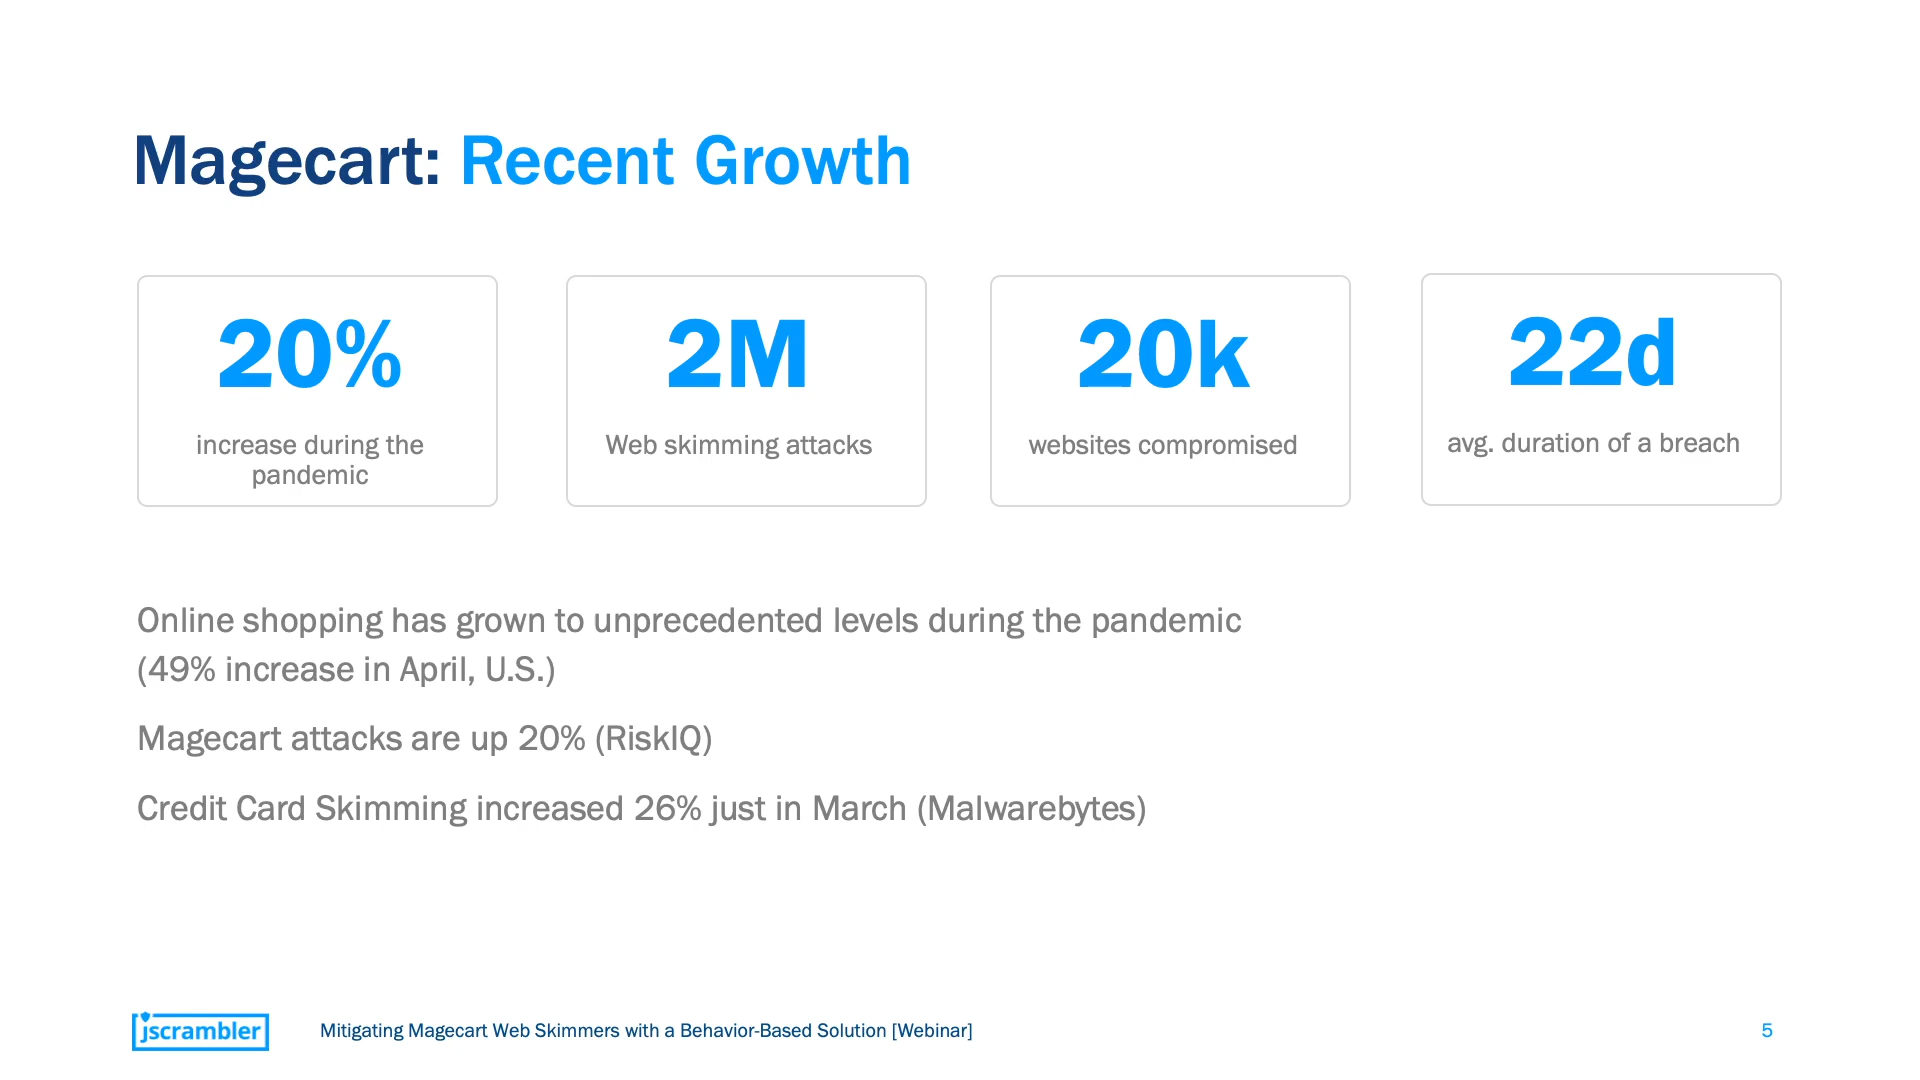 Magecart: Recent Growth
20%
increase during the
pandemic
2M
Web skimming attacks
20k
websites compromised
22d
avg. duration of a breach
Online shopping has grown to unprecedented levels during the pandemic
(49% increase in April, U.S.)
Magecart attacks are up 20% (RiskIQ)
Credit Card Skimming increased 26% just in March (Malwarebytes)
jscrambler
Mitigating Magecart Web Skimmers with a Behavior-Based Solution [Webinar]
5